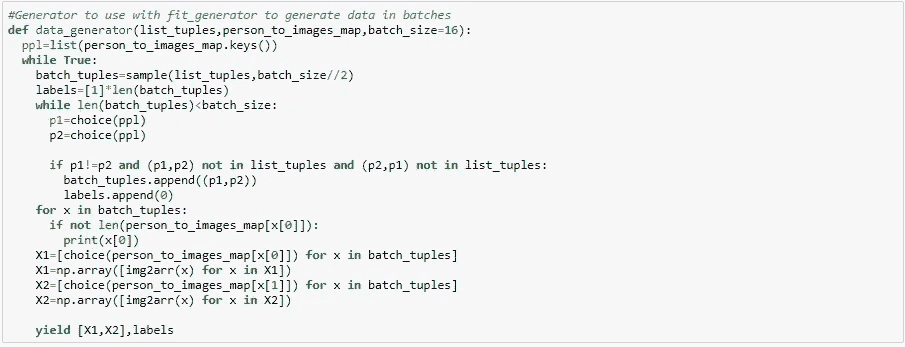 #Generator to use with fit_generator to generate data in batches
def data_generator(list_tuples,person_to_images_map,batch_size=16):
  ppl=list(person_to_images_map.keys())
  while True:
    batch_tuples=sample(list_tuples,batch_size//2)
    labels=[1]*len(batch_tuples)
    while len(batch_tuples)<batch_size:
      p1=choice(ppl)
      p2=choice(ppl)

      if p1!=p2 and (p1,p2) not in list_tuples and (p2,p1) not in list_tuples:
        batch_tuples.append((p1,p2))
        labels.append(0)
    for x in batch_tuples:
      if not len(person_to_images_map[x[0]]):
        print(x[0])
    X1=[choice(person_to_images_map[x[0]]) for x in batch_tuples]
    X1=np.array([img2arr(x) for x in X1])
    X2=[choice(person_to_images_map[x[1]]) for x in batch_tuples]
    X2=np.array([img2arr(x) for x in X2])

    yield [X1,X2],labels